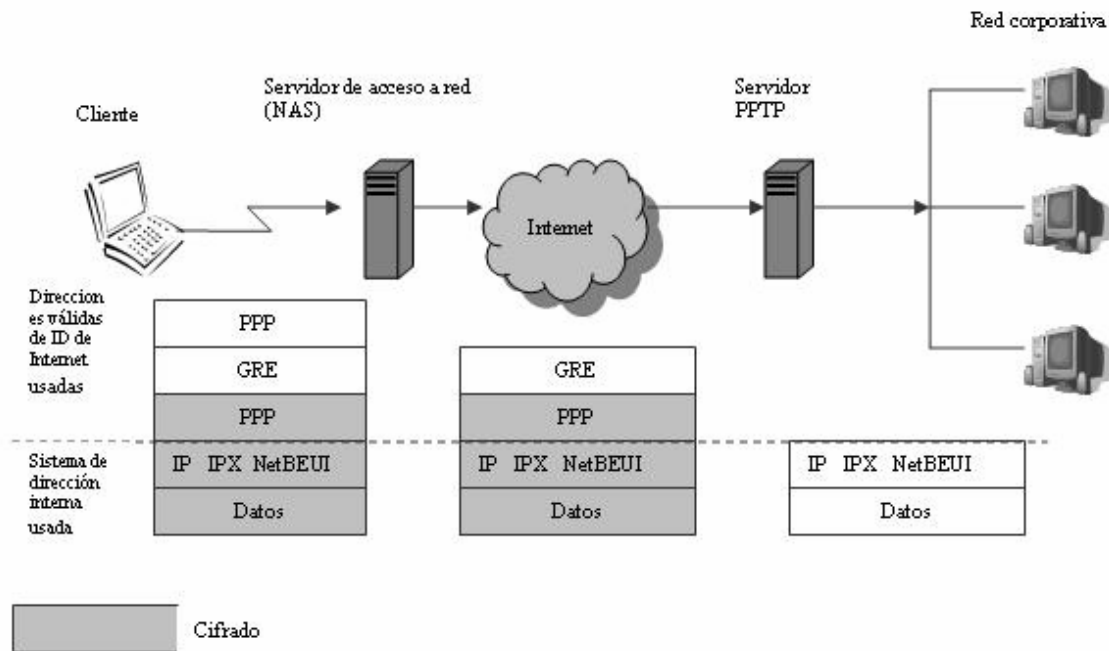 Red corporativa
Servidor de acceso a red
(NAS)
Servidor
PPTP
Cliente
Internet
Direccion
es válidas
de ID de
Internet
usadas
PPP
GRE
PPP
IP IPX NetBEUI
Datos
GRE
PPP
IP IPX NetBEUI
Datos
Sistema de
dirección
interna
usada
IP IPX NetBEUI
Datos
Cifrado